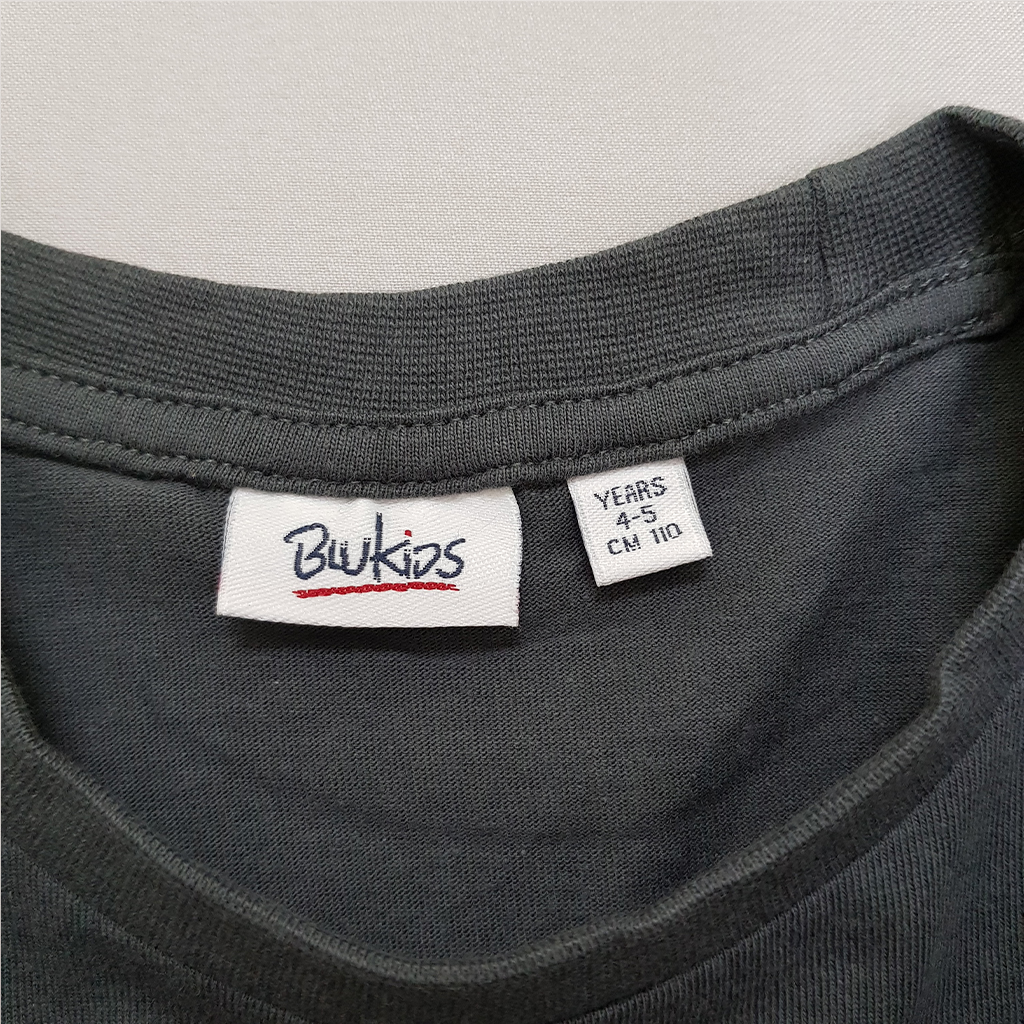 BLUKiDS
YEARS
4-5
CM 110